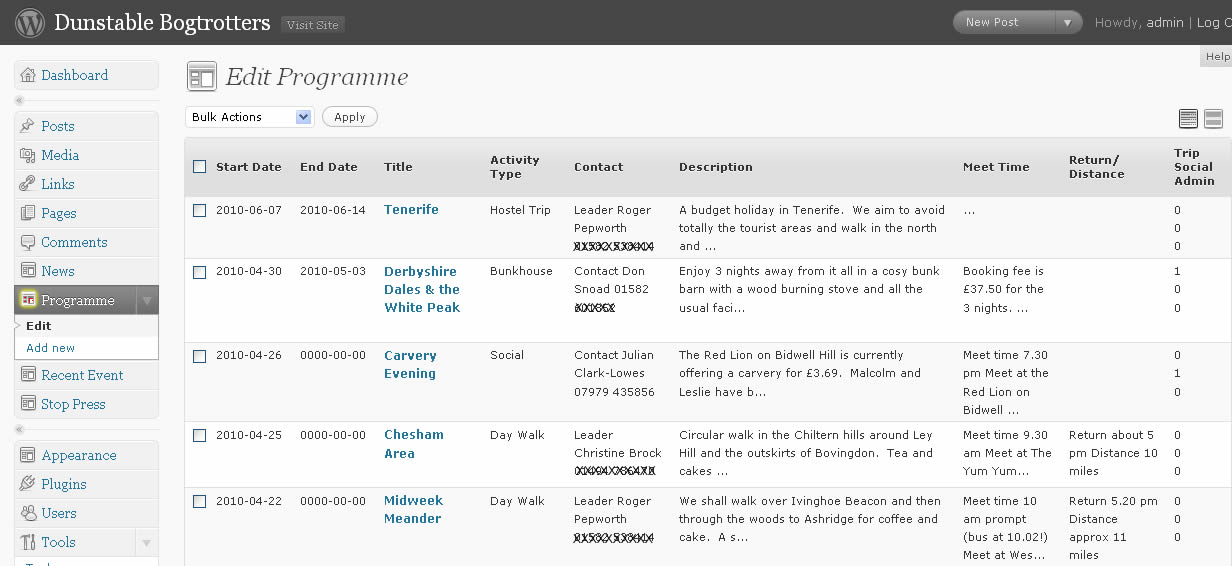 Dunstable Bogtrotters Visit Site New Post Howdy, admin | Log
Help
Dashboard
Posts
Media
Links
Pages
Comments
News
Programme
Edit
Add new
Recent Event
Stop Press
Appearance
Plugins
Users
Tools
Edit Programme
Bulk Actions Apply
Start Date End Date Title Activity Type Contact Description Meet Time Return/ Distance Trip Social Admin
2010-06-07 2010-06-14 Tenerife Hostel Trip
Leader Roger
Pepworth
A budget holiday in Tenerife. We aim to avoid
totally the tourist areas and walk in the north
and ...
...
0
0
0
2010-04-30 2010-05-03
Derbyshire
Dales & the
White Peak
Bunkhouse
Contact Don
Snoad 01582
Enjoy 3 nights away from it all in a cosy bunk
barn with a wood burning stove and all the
usual faci...
Booking fee is
£37.50 for the
3 nights. ...
1
0
0
2010-04-26 0000-00-00
Carvery
Evening
Social
Contact Julian
Clark-Lowes
07979 435856
The Red Lion on Bidwell Hill is currently
offering a carvery for £3.69. Malcolm and
Leslie have b...
Meet time 7.30
pm Meet at the
Red Lion on
Bidwell ...
0
1
0
2010-04-25 0000-00-00
Chesham
Area
Day Walk
Leader
Christine Brock
Circular walk in the Chiltern hills around Ley
Hill and the outskirts of Bovingdon. Tea and
cakes ...
Meet time 9.30
am Meet at The
Yum Yum...
Return about 5
pm Distance 10
miles
0
0
0
2010-04-22 0000-00-00
Midweek
Meander
Day Walk
Leader Roger
Pepworth
We shall walk over Ivinghoe Beacon and then
through the woods to Ashridge for coffee and
cake. A s...
Meet time 10
am prompt
(bus at 10.02!)
Meet at Wes...
Return 5.20 pm
Distance
approx 11
miles
0
0
0